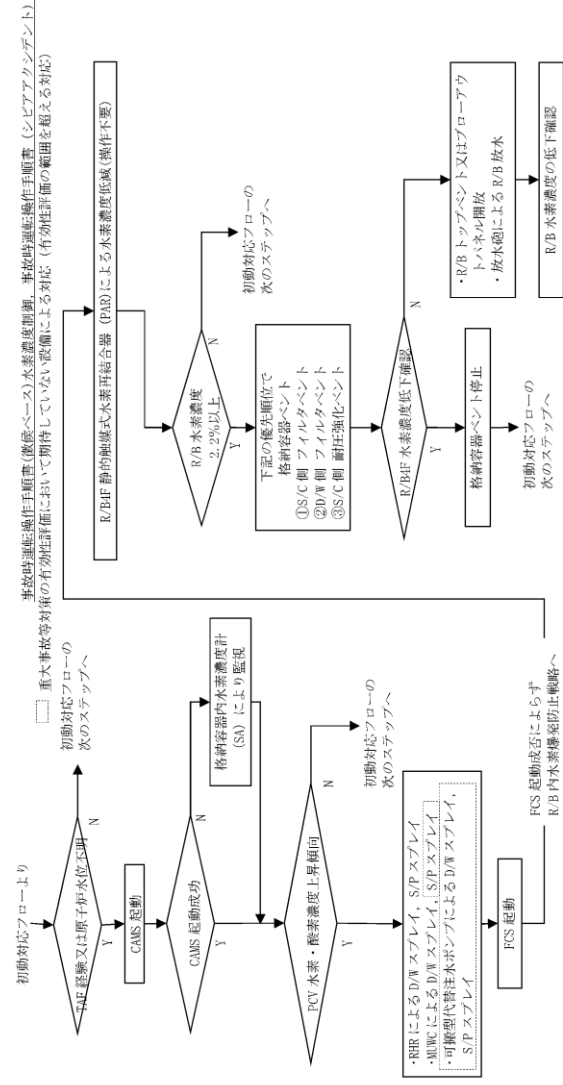 事故時運転操作手順書(徴候ベース)水素濃度制御, 事故時運転操作手順書 (シビアアクシデント)
重大事故等対策の有効性評価において期待していない設備による対応 (有効性評価の範囲を超える対応)
初動対応フローより
TAF 経験又は原子炉水位不明
Y
N
初動対応フローの
次のステップへ
CAMS 起動
CAMS 起動成功
Y
N
格納容器内水素濃度計
(SA) により監視
PCV 水素・酸素濃度上昇傾向
Y
N
初動対応フローの
次のステップへ
・RHR による D/W スプレイ, S/P スプレイ
・MUWC による D/W スプレイ, S/P スプレイ
・可搬型代替注水ポンプによる D/W スプレイ,
S/P スプレイ
FCS 起動
FCS 起動成否によらず
R/B 内水素爆発防止戦略へ
R/B4F 静的触媒式水素再結合器 (PAR) による水素濃度低減(操作不要)
R/B 水素濃度
2.2%以上
Y
N
初動対応フローの
次のステップへ
下記の優先順位で
格納容器ベント
①S/C 側 フィルタベント
②D/W 側 フィルタベント
③S/C 側 耐圧強化ベント
R/B4F 水素濃度低下確認
Y
N
格納容器ベント停止
初動対応フローの
次のステップへ
・R/B トップベント又はブローアウ
トパネル開放
・放水砲による R/B 放水
R/B 水素濃度の低下確認